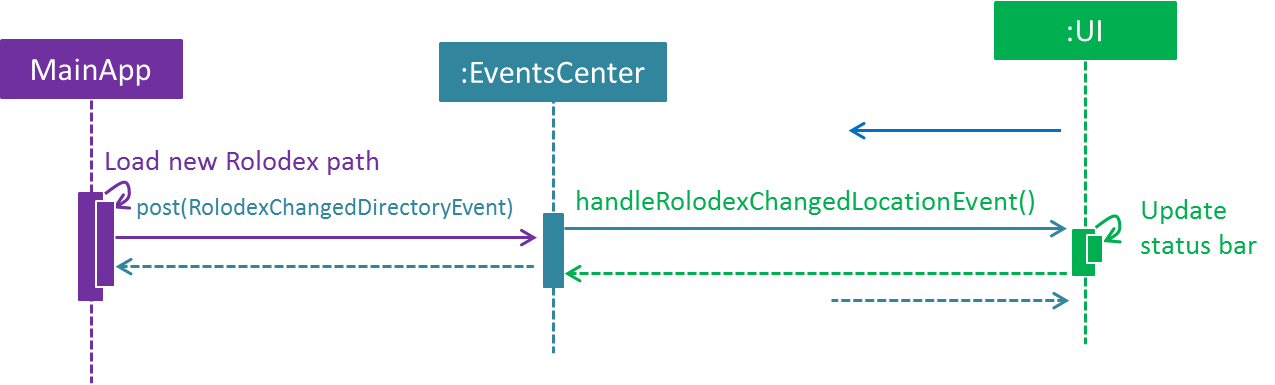 :UI
MainApp
:EventsCenter
Load new Rolodex path
post(RolodexChangedDirectoryEvent)
handleRolodexChangedLocationEvent()
Update
status bar